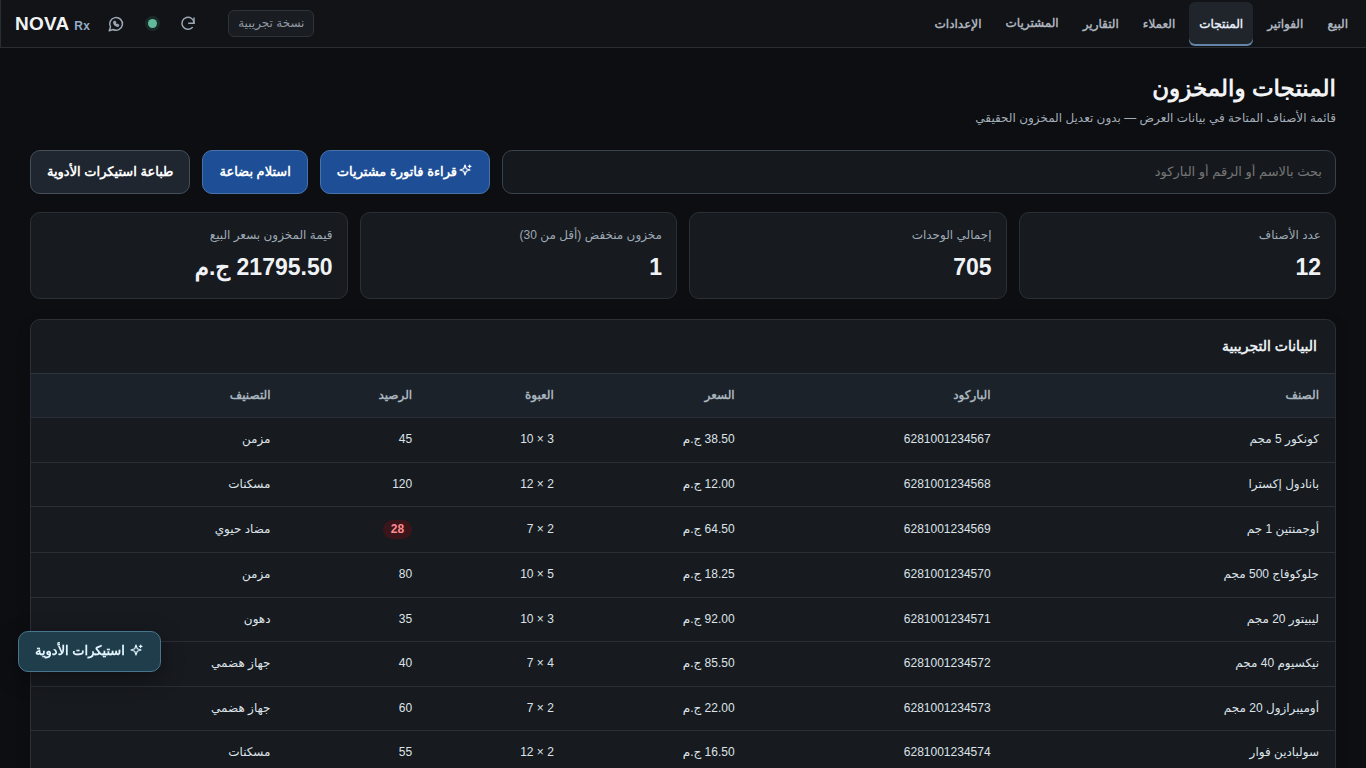 البيع الفواتير المنتجات العملاء التقارير المشتريات الإعدادات نسخة تجريبية NOVA Rx
المنتجات والمخزون
قائمة الأصناف المتاحة في بيانات العرض — بدون تعديل المخزون الحقيقي
بحث بالاسم أو الرقم أو الباركود قراءة فاتورة مشتريات استلام بضاعة طباعة استيكرات الأدوية
عدد الأصناف إجمالي الوحدات مخزون منخفض (أقل من 30) قيمة المخزون بسعر البيع
12 705 1 21795.50 ج.م
البيانات التجريبية
الصنف الباركود السعر العبوة الرصيد التصنيف
كونكور 5 مجم 6281001234567 38.50 ج.م 3 × 10 45 مزمن
بانادول إكسترا 6281001234568 12.00 ج.م 2 × 12 120 مسكنات
أوجمنتين 1 جم 6281001234569 64.50 ج.م 2 × 7 28 مضاد حيوي
جلوكوفاج 500 مجم 6281001234570 18.25 ج.م 5 × 10 80 مزمن
ليبيتور 20 مجم 6281001234571 92.00 ج.م 3 × 10 35 دهون
استيكرات الأدوية
نيكسيوم 40 مجم 6281001234572 85.50 ج.م 4 × 7 40 جهاز هضمي
أوميبرازول 20 مجم 6281001234573 22.00 ج.م 2 × 7 60 جهاز هضمي
سولبادين فوار 6281001234574 16.50 ج.م 2 × 12 55 مسكنات